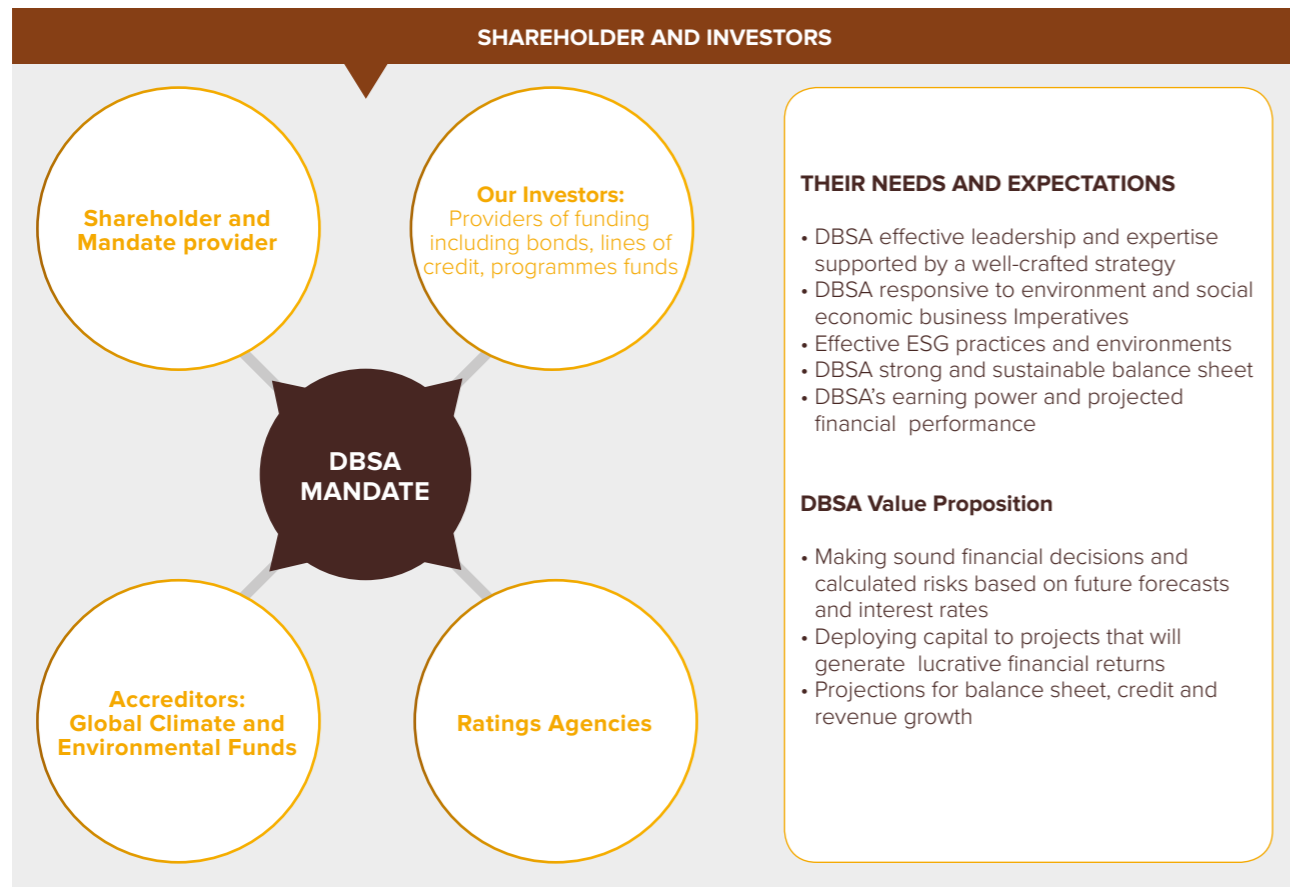 SHAREHOLDER AND INVESTORS
Shareholder and
Mandate provider
Our Investors:
Providers of funding
including bonds, lines of
credit, programmes funds
DBSA
MANDATE
Accreditors:
Global Climate and
Environmental Funds
Ratings Agencies
THEIR NEEDS AND EXPECTATIONS
• DBSA effective leadership and expertise
supported by a well-crafted strategy
• DBSA responsive to environment and social
economic business Imperatives
• Effective ESG practices and environments
• DBSA strong and sustainable balance sheet
• DBSA's earning power and projected
financial performance
DBSA Value Proposition
• Making sound financial decisions and
calculated risks based on future forecasts
and interest rates
• Deploying capital to projects that will
generate lucrative financial returns
• Projections for balance sheet, credit and
revenue growth